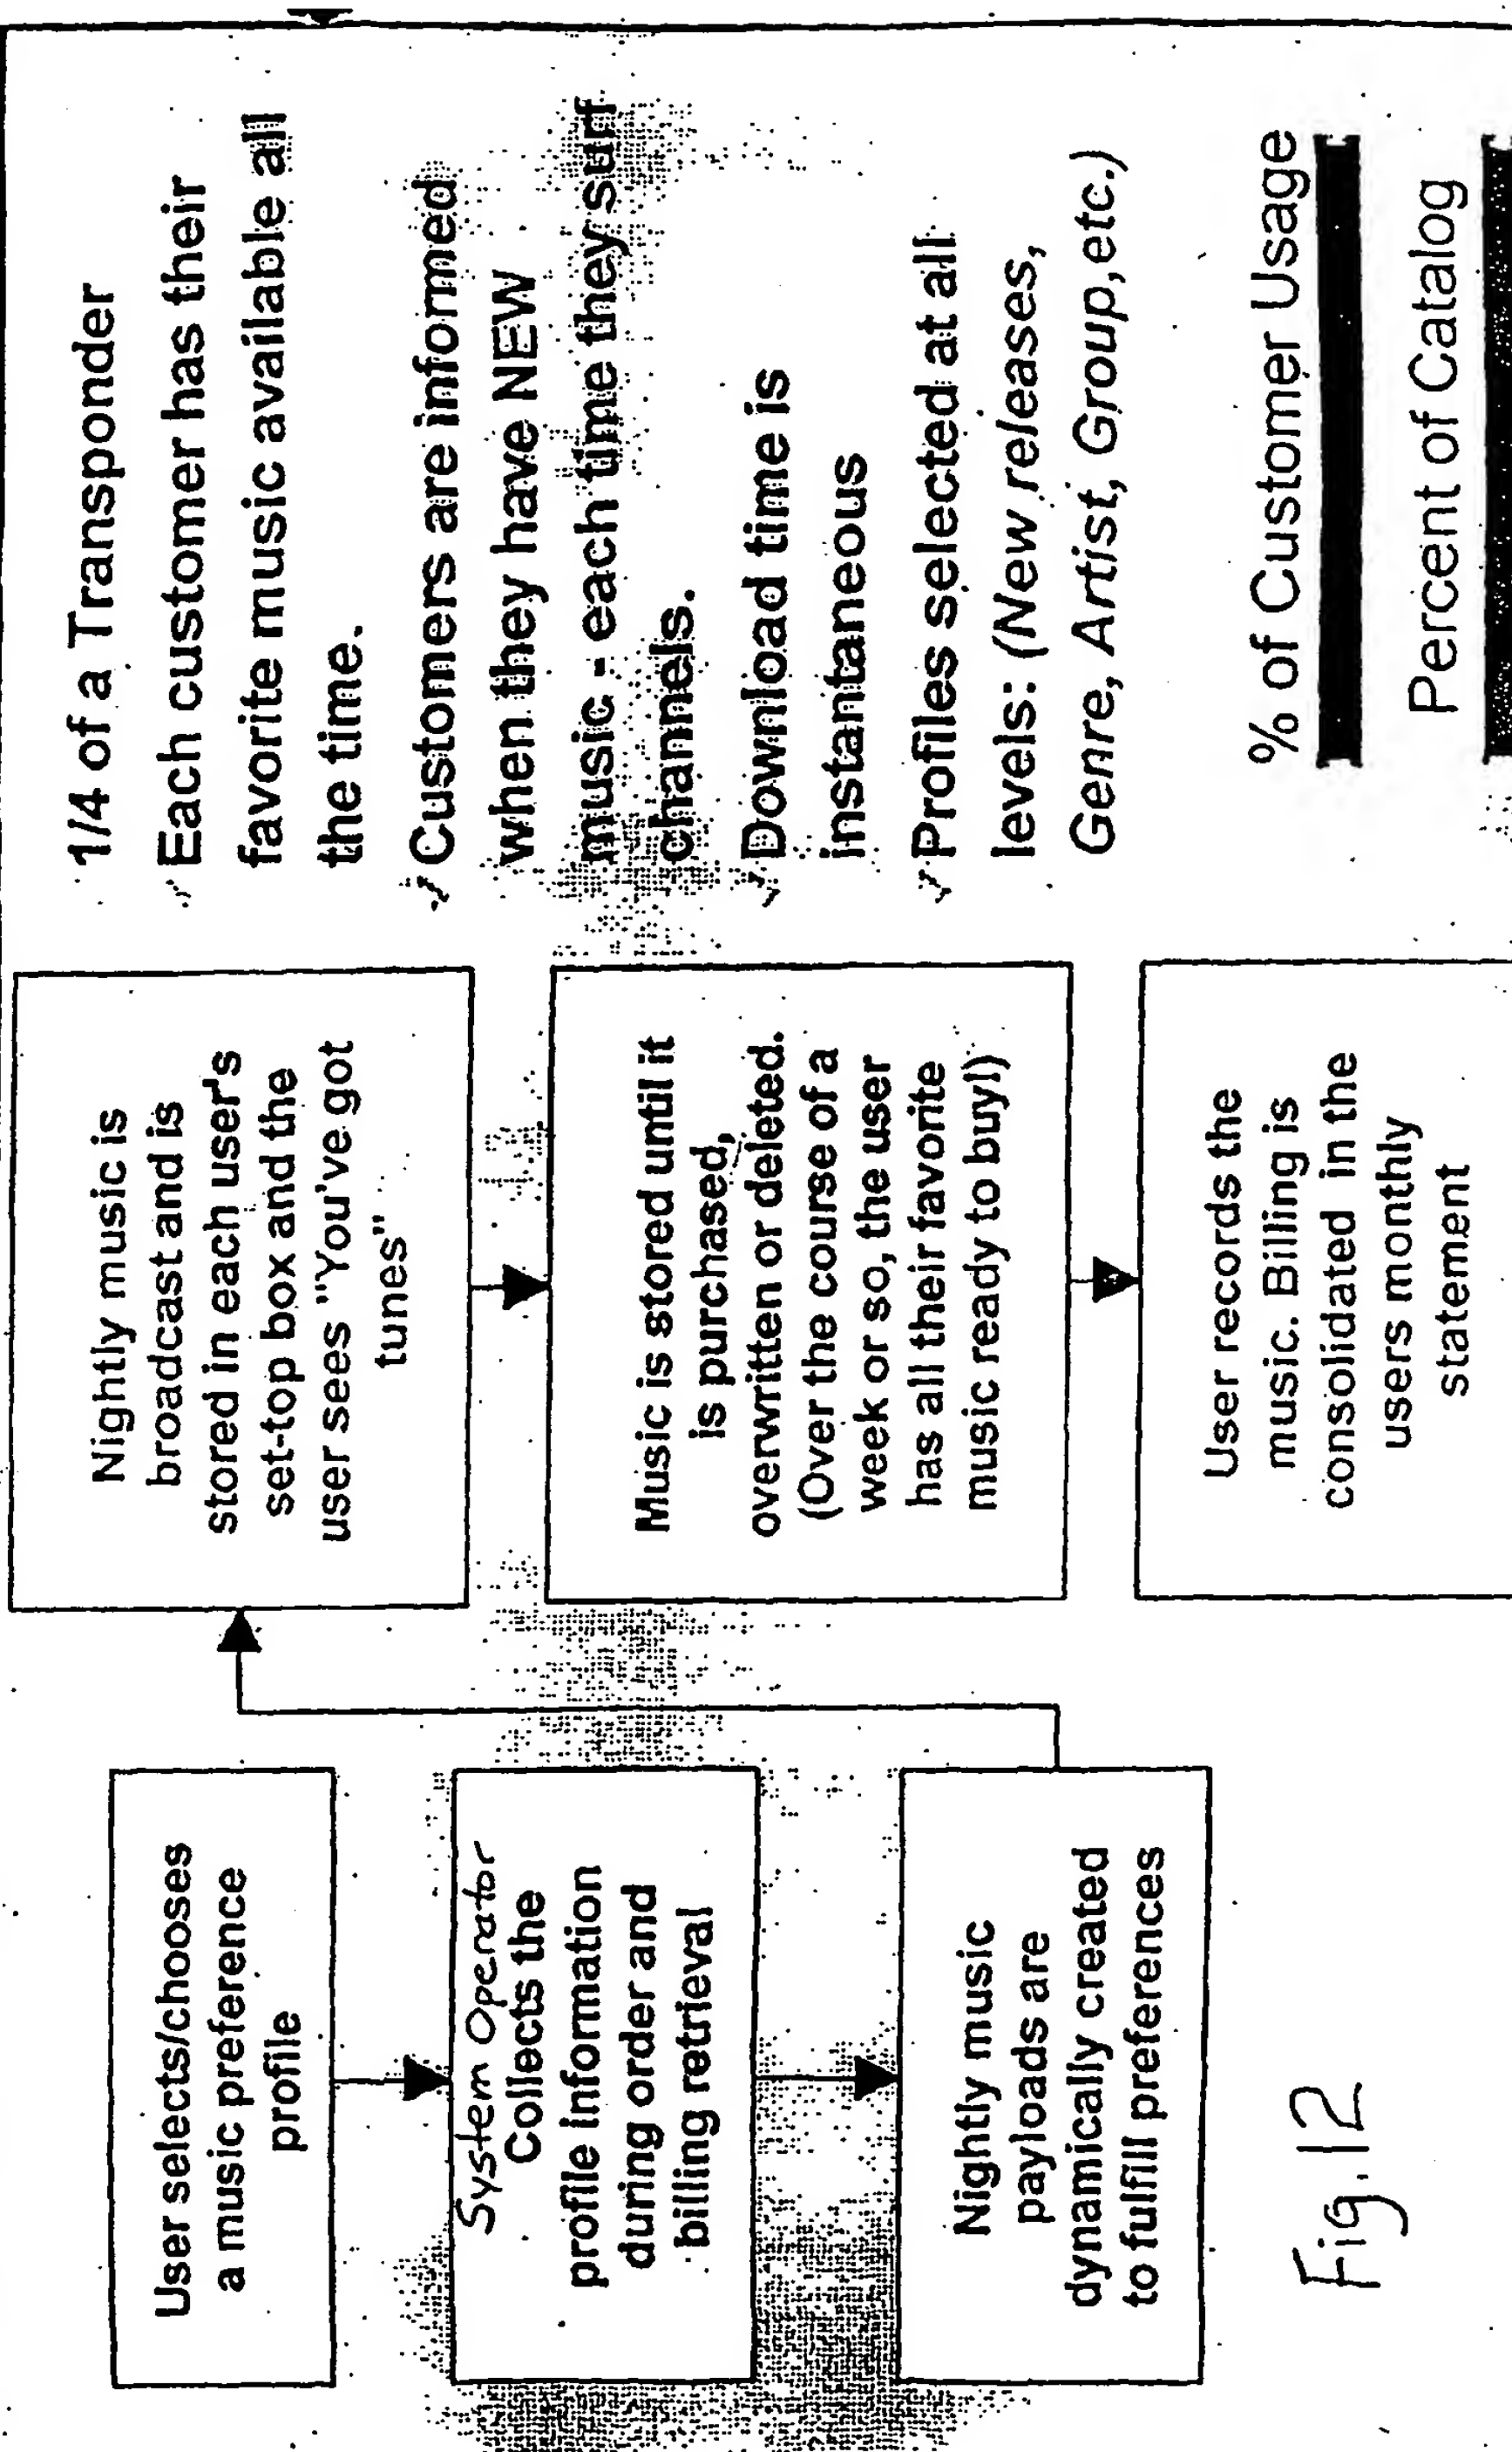 User selects/chooses
a music preference
profile
System Operator
Collects the
profile information
during order and
billing retrieval
Nightly music
payloads are
dynamically created
to fulfill preferences
Fig.12
Nightly music is
broadcast and is
stored in each user's
set-top box and the
user sees "You've got
tunes"
Music is stored until it
is purchased,
overwritten or deleted.
(Over the course of a
week or so, the user
has all their favorite
music ready to buy!)
User records the
music. Billing is
consolidated in the
users monthly
statement
1/4 of a Transponder
✓ Each customer has their
favorite music available all
the time.
✓ Customers are informed
when they have NEW
music - each time they surf
channels.
✓ Download time is
instantaneous
✓ Profiles selected at all
levels: (New releases,
Genre, Artist, Group, etc.)
% of Customer Usage
Percent of Catalog